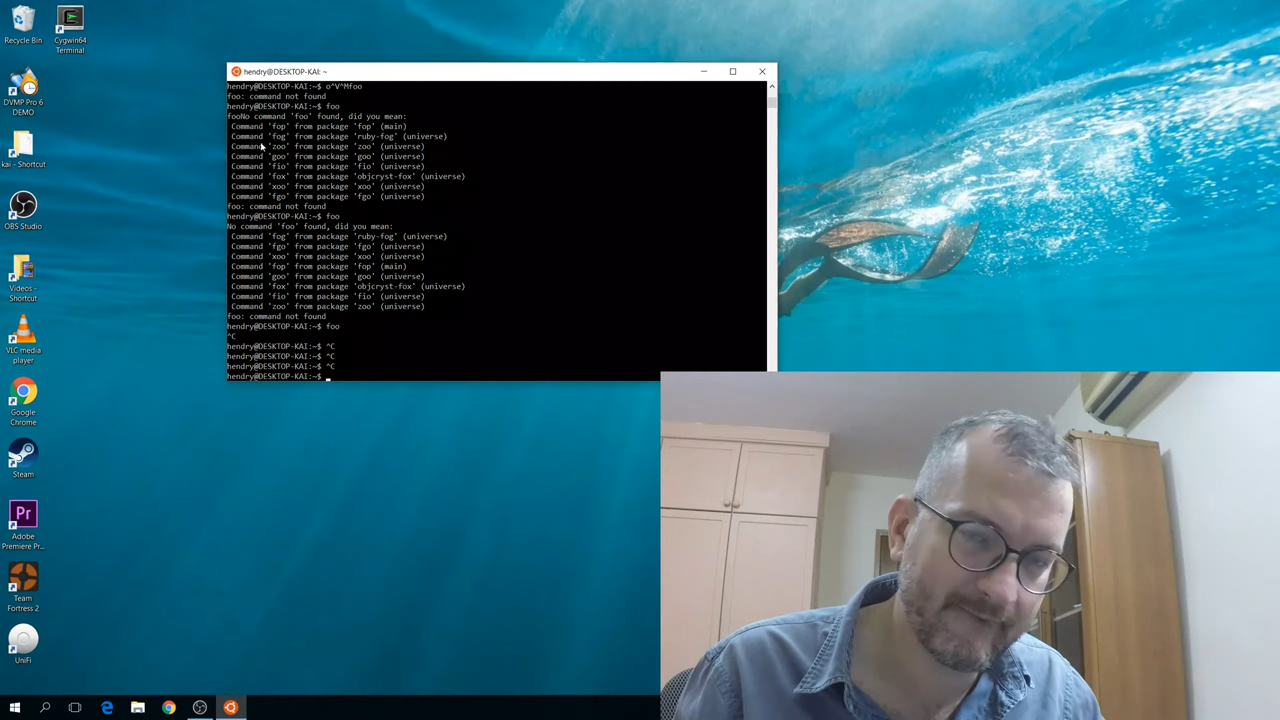 Recycle Bin
Cygwin64
Terminal
DVMP Pro 6
DEMO
kai - Shortcut
OBS Studio
Videos -
Shortcut
VLC media
player
Google
Chrome
Steam
Pr
Adobe
Premiere Pr...
Team
Fortress 2
UniFi
hendry@DESKTOP-KAI: ~
hendry@DESKTOP-KAI:~$ o^V^Mfoo
foo: command not found
hendry@DESKTOP-KAI:~$ foo
fooNo command 'foo' found, did you mean:
Command 'fop' from package 'fop' (main)
Command 'fog' from package 'ruby-fog' (universe)
Command 'zoo' from package 'zoo' (universe)
Command 'goo' from package 'goo' (universe)
Command 'fio' from package 'fio' (universe)
Command 'fox' from package 'objcryst-fox' (universe)
Command 'xoo' from package 'xoo' (universe)
Command 'fgo' from package 'fgo' (universe)
foo: command not found
hendry@DESKTOP-KAI:~$ foo
No command 'foo' found, did you mean:
Command 'fog' from package 'ruby-fog' (universe)
Command 'fgo' from package 'fgo' (universe)
Command 'xoo' from package 'xoo' (universe)
Command 'fop' from package 'fop' (main)
Command 'goo' from package 'goo' (universe)
Command 'fox' from package 'objcryst-fox' (universe)
Command 'fio' from package 'fio' (universe)
Command 'zoo' from package 'zoo' (universe)
foo: command not found
hendry@DESKTOP-KAI:~$ foo
^C
hendry@DESKTOP-KAI:~$ ^C
hendry@DESKTOP-KAI:~$ ^C
hendry@DESKTOP-KAI:~$ ^C
hendry@DESKTOP-KAI:~$